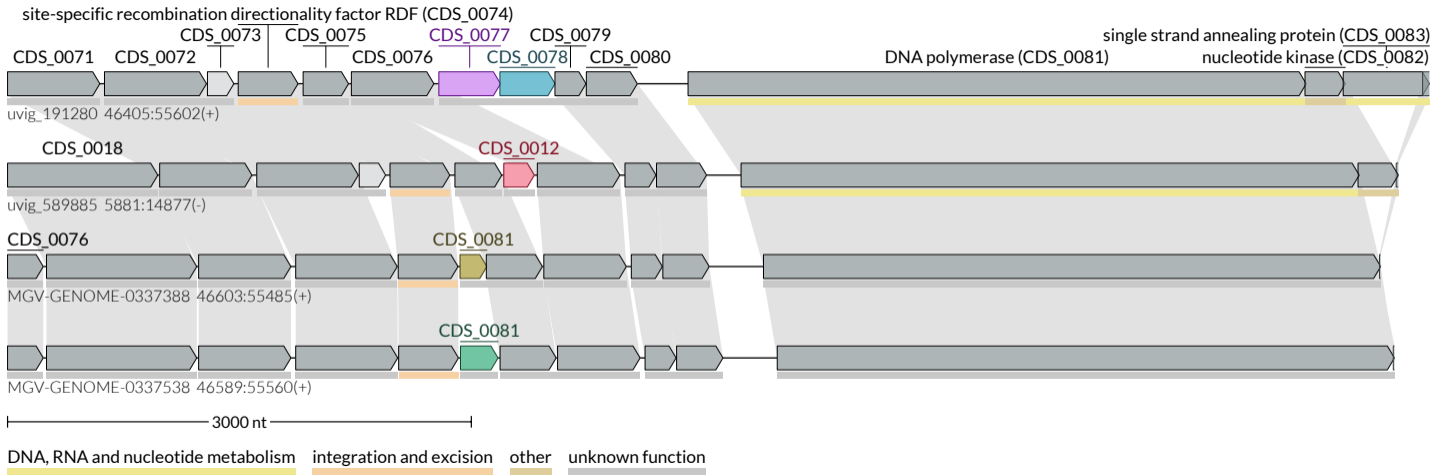 site-specific recombination directionality factor RDF (CDS_0074)
CDS_0073 CDS_0075 CDS_0077 CDS_0079 single strand annealing protein (CDS_0083)
CDS_0071 CDS_0072 CDS_0076 CDS_0078 CDS_0080 DNA polymerase (CDS_0081) nucleotide kinase (CDS_0082)
uvig_191280 46405:55602(+)
CDS_0018 CDS_0012
uvig_589885 5881:14877(-)
CDS_0076 CDS_0081
MGV-GENOME-0337388 46603:55485(+)
CDS_0081
MGV-GENOME-0337538 46589:55560(+)
3000 nt
DNA, RNA and nucleotide metabolism integration and excision other unknown function